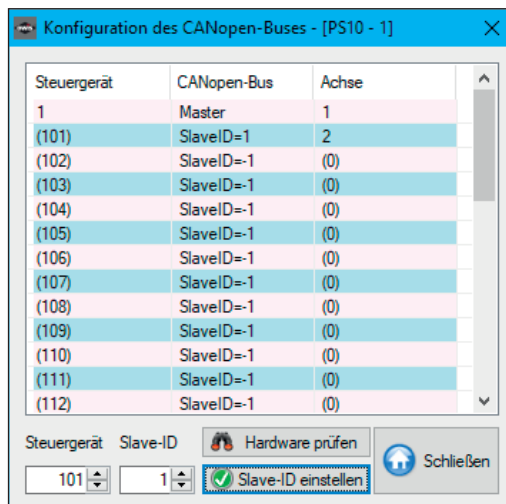 Konfiguration des CANopen-Buses - [PS10 - 1]
Steuergerät CANopen-Bus Achse
1 Master 1
(101) SlaveID=1 2
(102) SlaveID=-1 (0)
(103) SlaveID=-1 (0)
(104) SlaveID=-1 (0)
(105) SlaveID=-1 (0)
(106) SlaveID=-1 (0)
(107) SlaveID=-1 (0)
(108) SlaveID=-1 (0)
(109) SlaveID=-1 (0)
(110) SlaveID=-1 (0)
(111) SlaveID=-1 (0)
(112) SlaveID=-1 (0)
Steuergerät Slave-ID Hardware prüfen
101 1 Slave-ID einstellen Schließen